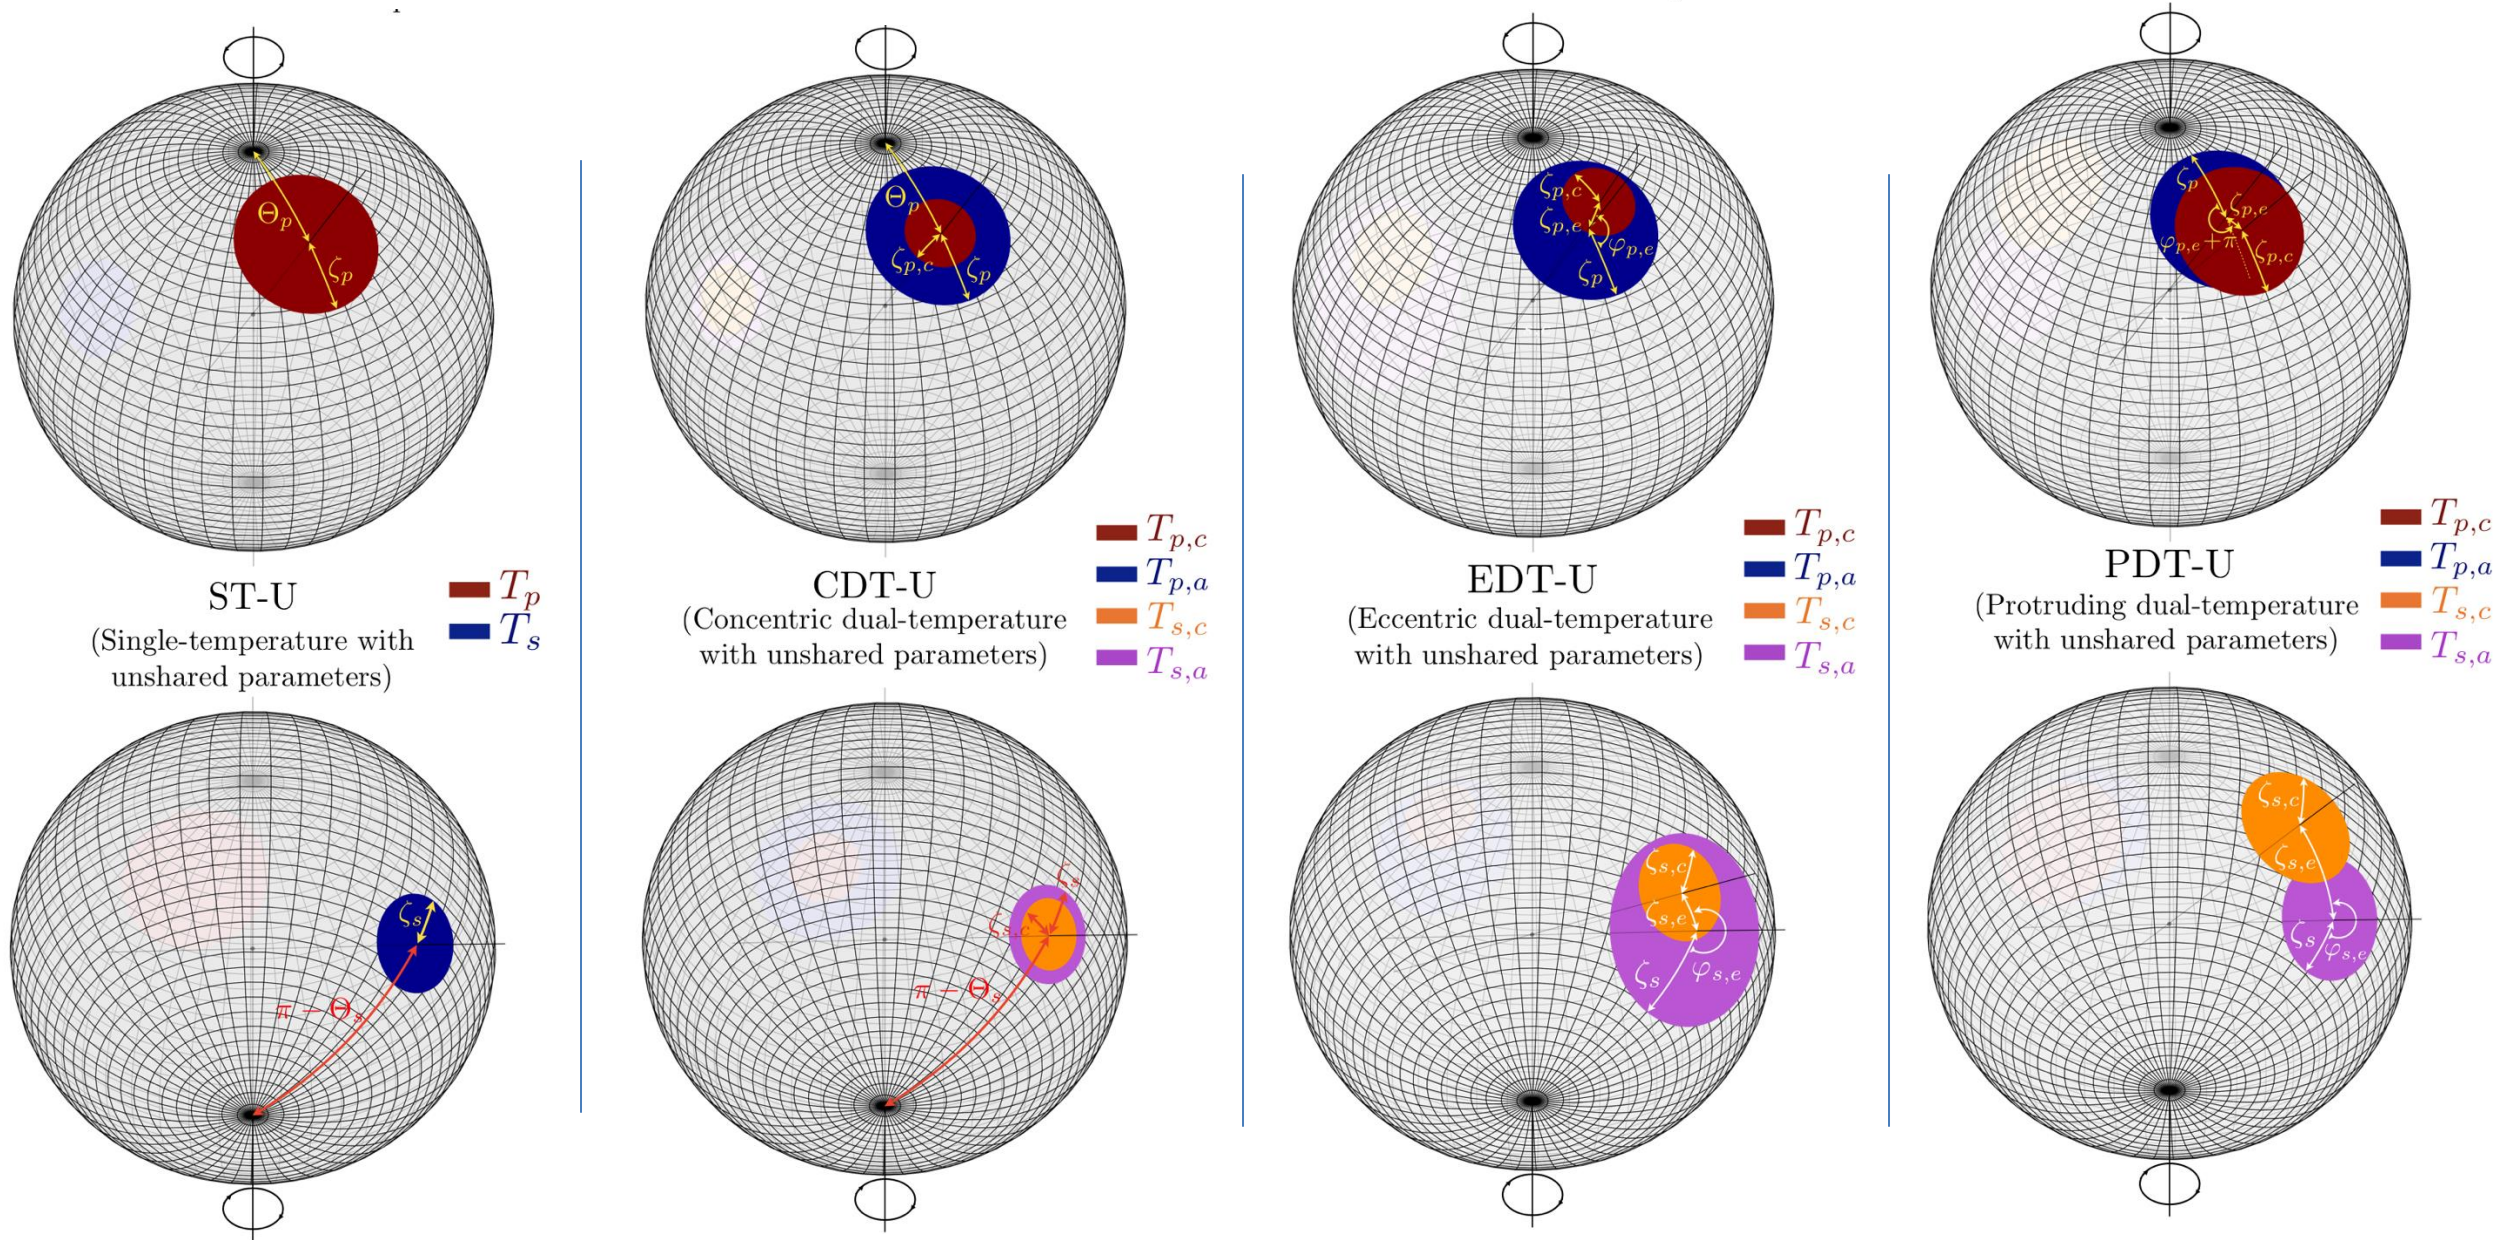 Θ_p
ζ_p
ST-U
(Single-temperature with
unshared parameters)
T_p
T_s
ζ_s
π − Θ_s
Θ_p
ζ_{p,c}
ζ_p
CDT-U
(Concentric dual-temperature
with unshared parameters)
T_{p,c}
T_{p,a}
T_{s,c}
T_{s,a}
ζ_s
ζ_{s,c}
π − Θ_s
ζ_{p,c}
ζ_{p,e}
φ_{p,e}
ζ_p
EDT-U
(Eccentric dual-temperature
with unshared parameters)
T_{p,c}
T_{p,a}
T_{s,c}
T_{s,a}
ζ_{s,c}
ζ_{s,e}
ζ_s
φ_{s,e}
ζ_p
ζ_{p,e}
φ_{p,e}+π
ζ_{p,c}
PDT-U
(Protruding dual-temperature
with unshared parameters)
T_{p,c}
T_{p,a}
T_{s,c}
T_{s,a}
ζ_{s,c}
ζ_{s,e}
ζ_s
φ_{s,e}